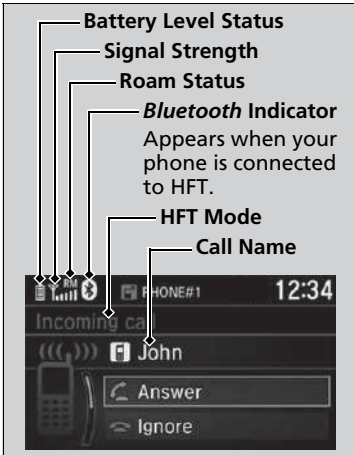 Battery Level Status
Signal Strength
Roam Status
Bluetooth Indicator
Appears when your
phone is connected
to HFT.
HFT Mode
Call Name
RM
PHONE#1 12:34
Incoming call
John
Answer
Ignore